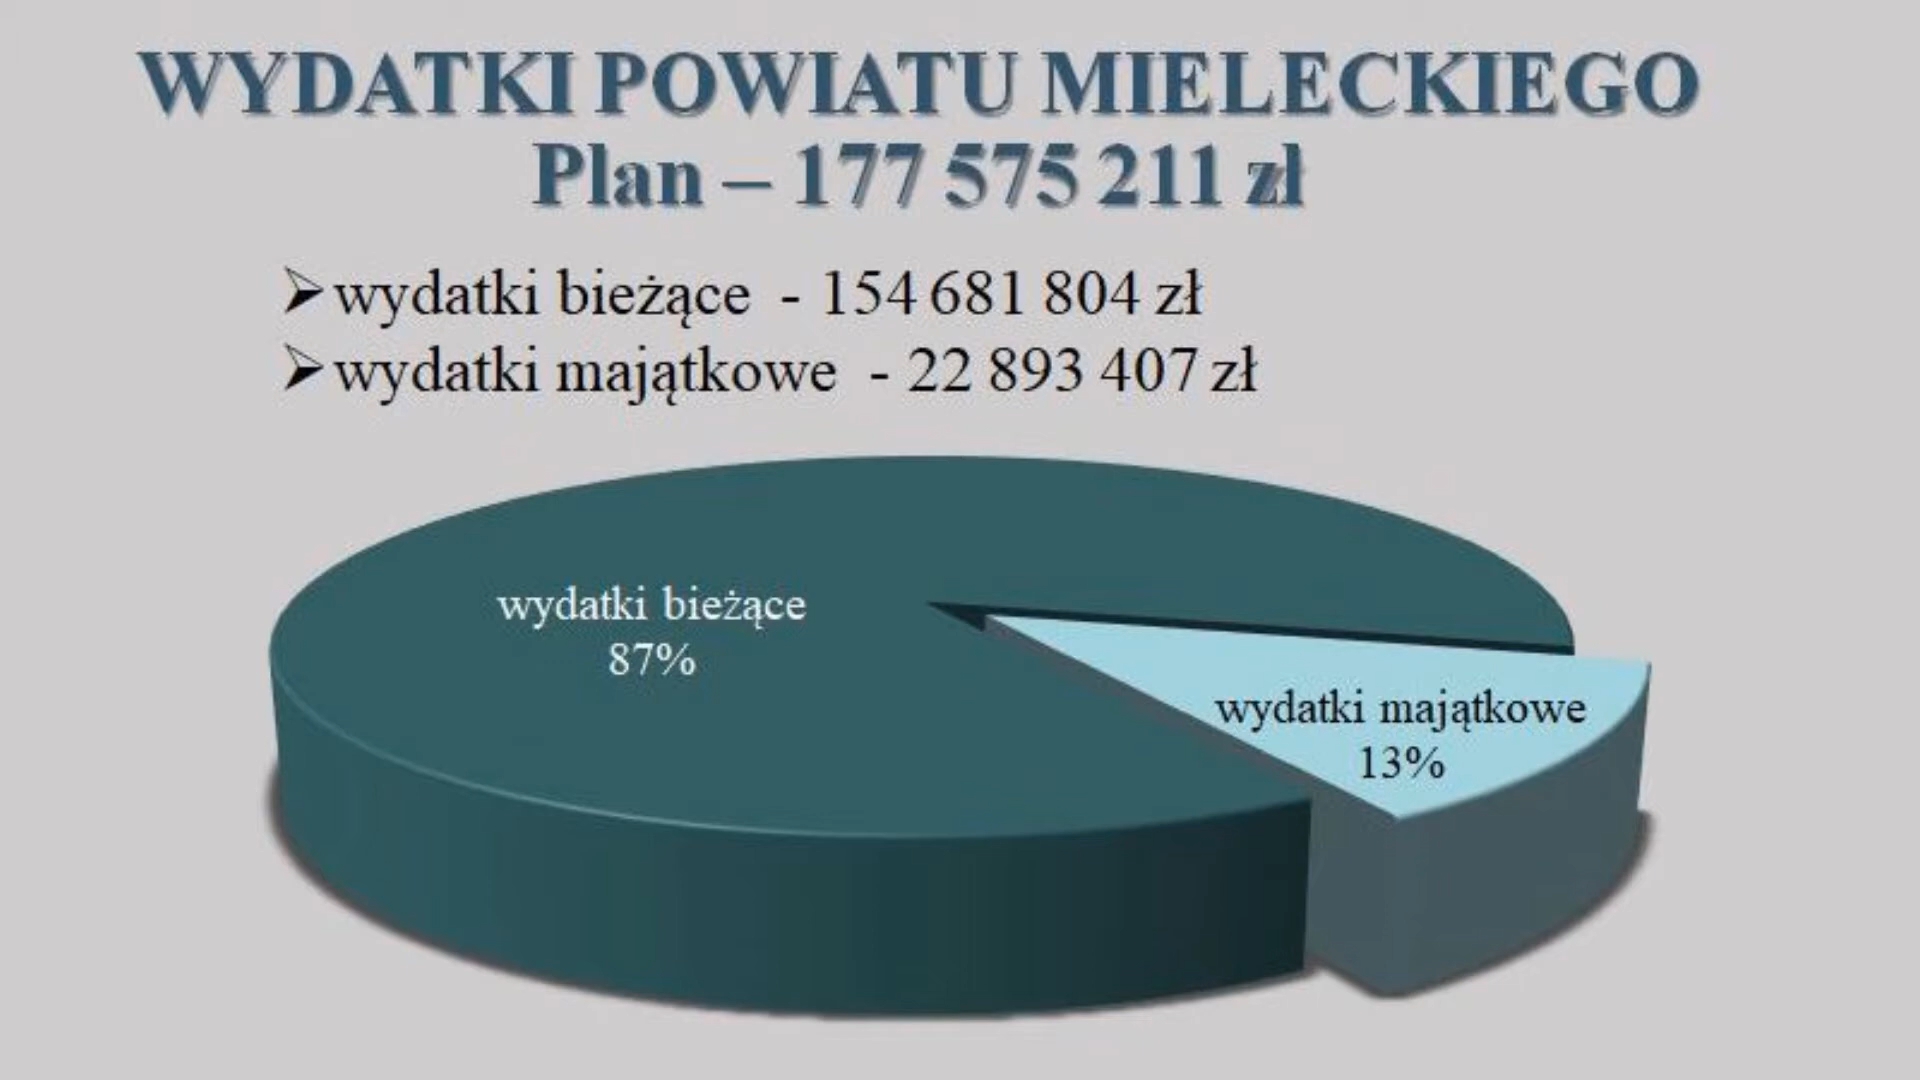 WYDATKI POWIATU MIELECKIEGO
Plan – 177 575 211 zł
➢wydatki bieżące - 154 681 804 zł
➢wydatki majątkowe - 22 893 407 zł
wydatki bieżące
87%
wydatki majątkowe
13%